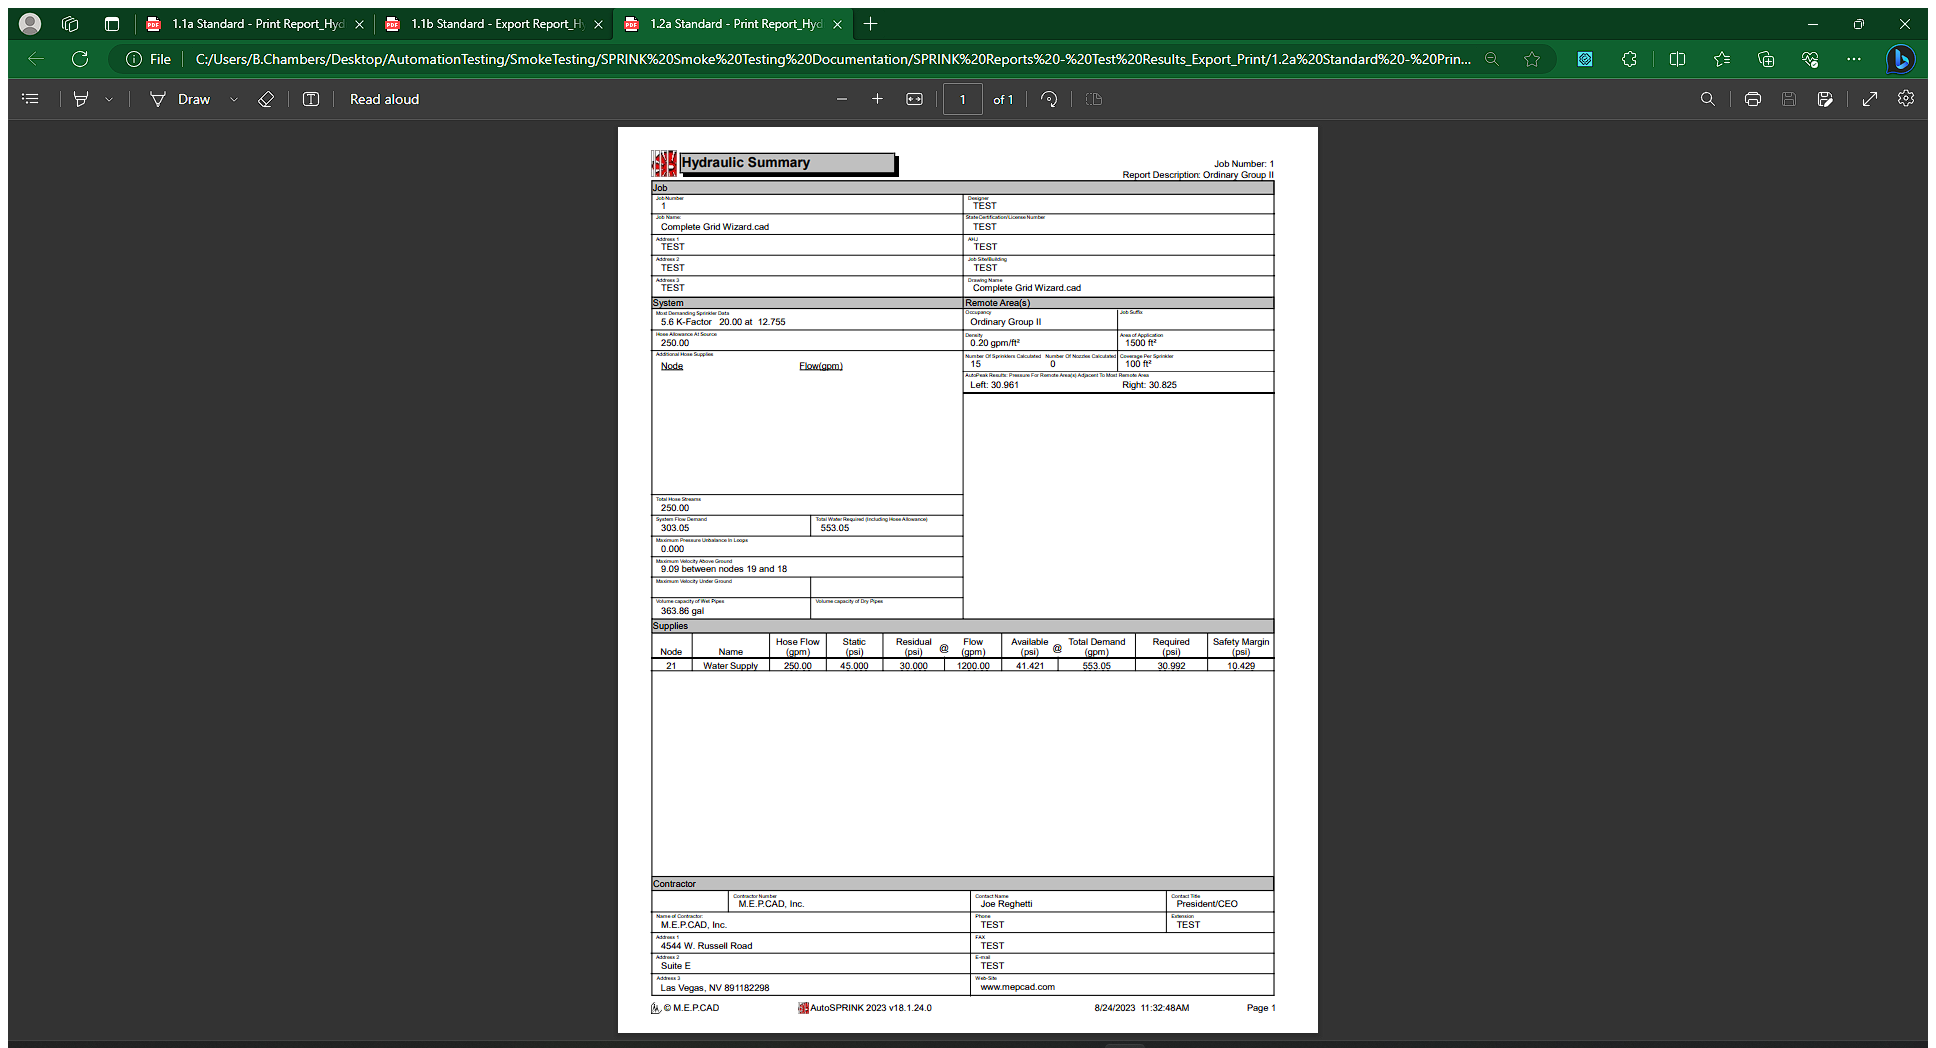 1.1a Standard - Print Report_Hyd
1.1b Standard - Export Report_Hy
1.2a Standard - Print Report_Hyd
File
C:/Users/B.Chambers/Desktop/AutomationTesting/SmokeTesting/SPRINK%20Smoke%20Testing%20Documentation/SPRINK%20Reports%20-%20Test%20Results_Export_Print/1.2a%20Standard%20-%20Prin...
Draw
Read aloud
1 of 1
Hydraulic Summary
Job Number: 1
Report Description: Ordinary Group II
Job
Job Number
1
Designer
TEST
Job Name:
Complete Grid Wizard.cad
State Certification/License Number
TEST
Address 1
TEST
AHJ
TEST
Address 2
TEST
Job Site/Building
TEST
Address 3
TEST
Drawing Name
Complete Grid Wizard.cad
System
Remote Area(s)
Most Demanding Sprinkler Data
5.6 K-Factor 20.00 at 12.755
Occupancy
Ordinary Group II
Job Suffix
Hose Allowance At Source
250.00
Density
0.20 gpm/ft²
Area of Application
1500 ft²
Additional Hose Supplies
Node Flow(gpm)
Number Of Sprinklers Calculated
15
Number Of Nozzles Calculated
0
Coverage Per Sprinkler
100 ft²
AutoPeak Results: Pressure For Remote Area(s) Adjacent To Most Remote Area
Left: 30.961 Right: 30.825
Total Hose Streams
250.00
System Flow Demand
303.05
Total Water Required (Including Hose Allowance)
553.05
Maximum Pressure Unbalance In Loops
0.000
Maximum Velocity Above Ground
9.09 between nodes 19 and 18
Maximum Velocity Under Ground
Volume capacity of Wet Pipes
363.86 gal
Volume capacity of Dry Pipes
Supplies
Node Name Hose Flow (gpm) Static (psi) Residual (psi) @ Flow (gpm) Available (psi) @ Total Demand (gpm) Required (psi) Safety Margin (psi)
21 Water Supply 250.00 45.000 30.000 1200.00 41.421 553.05 30.992 10.429
Contractor
Contractor Number
M.E.P.CAD, Inc.
Contact Name
Joe Reghetti
Contact Title
President/CEO
Name of Contractor:
M.E.P.CAD, Inc.
Phone
TEST
Extension
TEST
Address 1
4544 W. Russell Road
FAX
TEST
Address 2
Suite E
E-mail
TEST
Address 3
Las Vegas, NV 891182298
Web-Site
www.mepcad.com
© M.E.P.CAD
AutoSPRINK 2023 v18.1.24.0
8/24/2023 11:32:48AM
Page 1